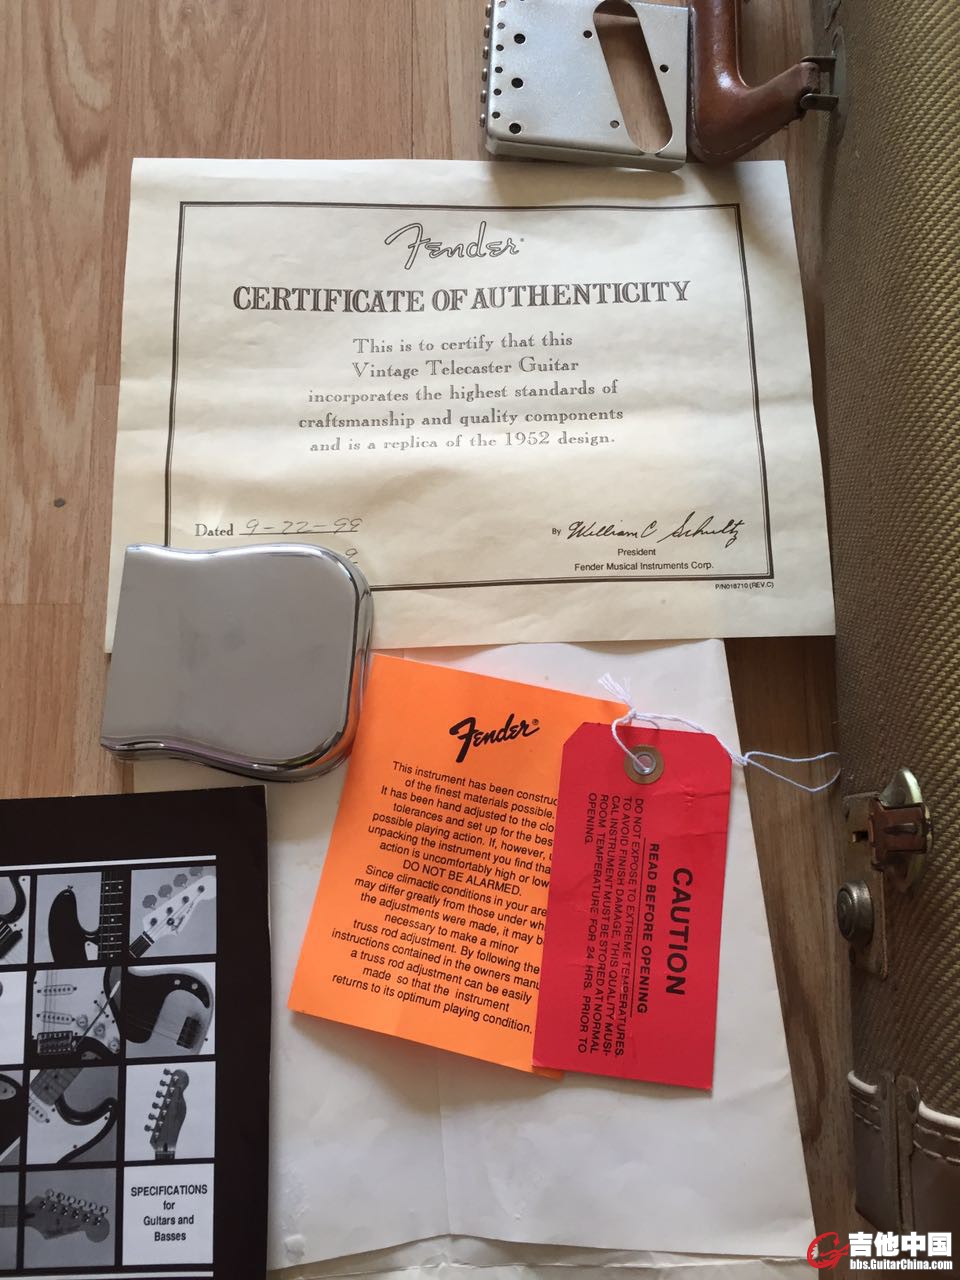 Fender®
CERTIFICATE OF AUTHENTICITY
This is to certify that this
Vintage Telecaster Guitar
incorporates the highest standards of
craftsmanship and quality components
and is a replica of the 1952 design.
Dated 9-22-99
By William C Schultz
President
Fender Musical Instruments Corp.
P/N018710 (REV.C)
Fender®
This instrument has been construc
of the finest materials possible.
It has been hand adjusted to the clo
tolerances and set up for the bes
possible playing action. If, however,
unpacking the instrument you find tha
action is uncomfortably high or low
DO NOT BE ALARMED.
Since climactic conditions in your are
may differ greatly from those under wh
the adjustments were made, it may b
necessary to make a minor
truss rod adjustment. By following the
instructions contained in the owners manu
a truss rod adjustment can be easily
made so that the instrument
returns to its optimum playing condition.
CAUTION
READ BEFORE OPENING
DO NOT EXPOSE TO EXTREME TEMPERATURES.
TO AVOID FINISH DAMAGE, THIS QUALITY MUSI-
CAL INSTRUMENT MUST BE STORED AT NORMAL
ROOM TEMPERATURE FOR 24 HRS. PRIOR TO
OPENING.
SPECIFICATIONS
for
Guitars and
Basses
吉他中国
bbs.GuitarChina.com